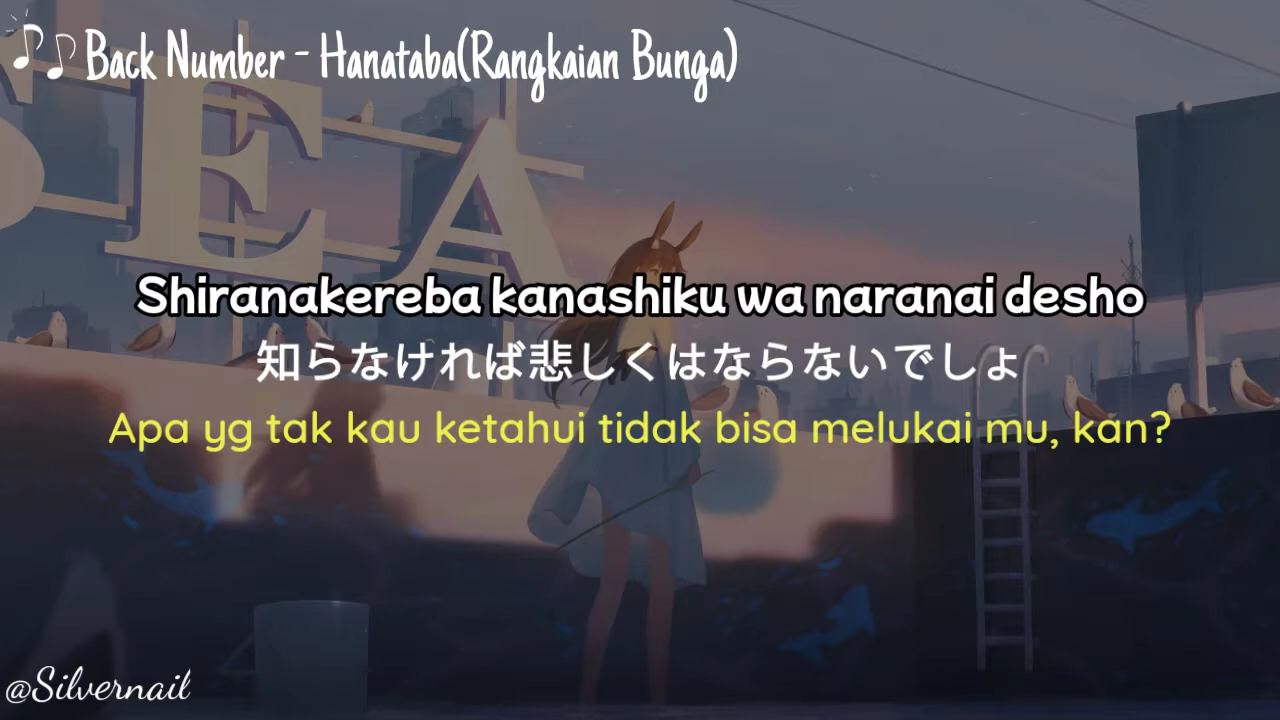 Back Number - Hanataba(Rangkaian Bunga)
SEA
Shiranakereba kanashiku wa naranai desho
知らなければ悲しくはならないでしょ
Apa yg tak kau ketahui tidak bisa melukai mu, kan?
@Silvernail